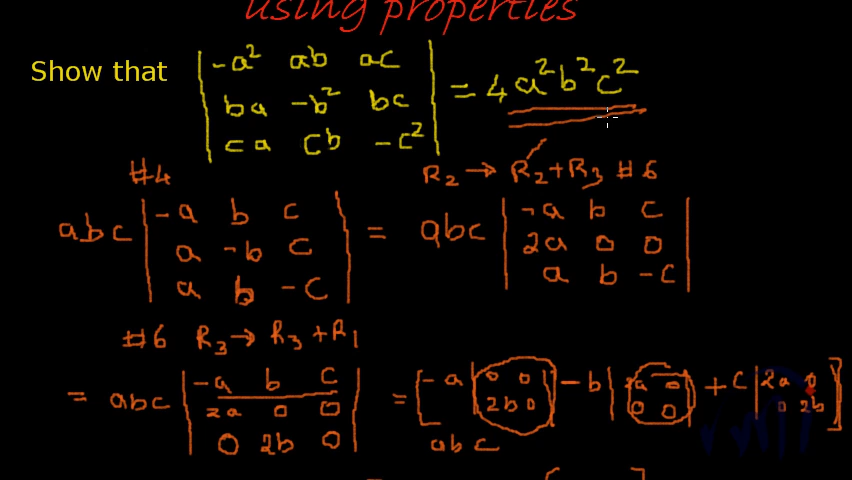 using properties
Show that | -a² ab ac | = 4a²b²c²
| ba -b² bc |
| ca cb -c² |
#4 R₂ → R₂+R₃ #6
abc | -a b c | = abc | -a b c |
| a -b c | | 2a 0 0 |
| a b -c | | a b -c |
#6 R₃ → R₃+R₁
= abc | -a b c | = [ -a | 0 0 | - b | 2a 0 | + c | 2a 0 | ]
| 2a 0 0 | | 2b 0 | | 0 0 | | 0 2b |
| 0 2b 0 | abc
=